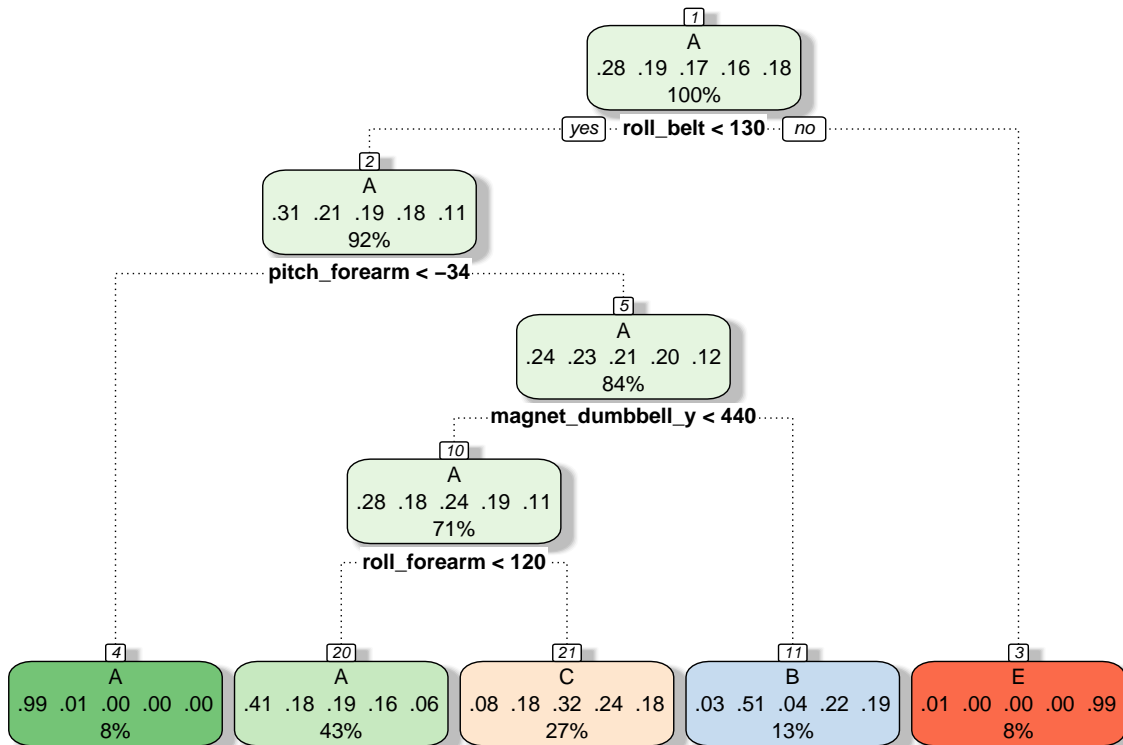 1
A
.28 .19 .17 .16 .18
100%
yes roll_belt < 130 no
2
A
.31 .21 .19 .18 .11
92%
pitch_forearm < −34
5
A
.24 .23 .21 .20 .12
84%
magnet_dumbbell_y < 440
10
A
.28 .18 .24 .19 .11
71%
roll_forearm < 120
4
A
.99 .01 .00 .00 .00
8%
20
A
.41 .18 .19 .16 .06
43%
21
C
.08 .18 .32 .24 .18
27%
11
B
.03 .51 .04 .22 .19
13%
3
E
.01 .00 .00 .00 .99
8%